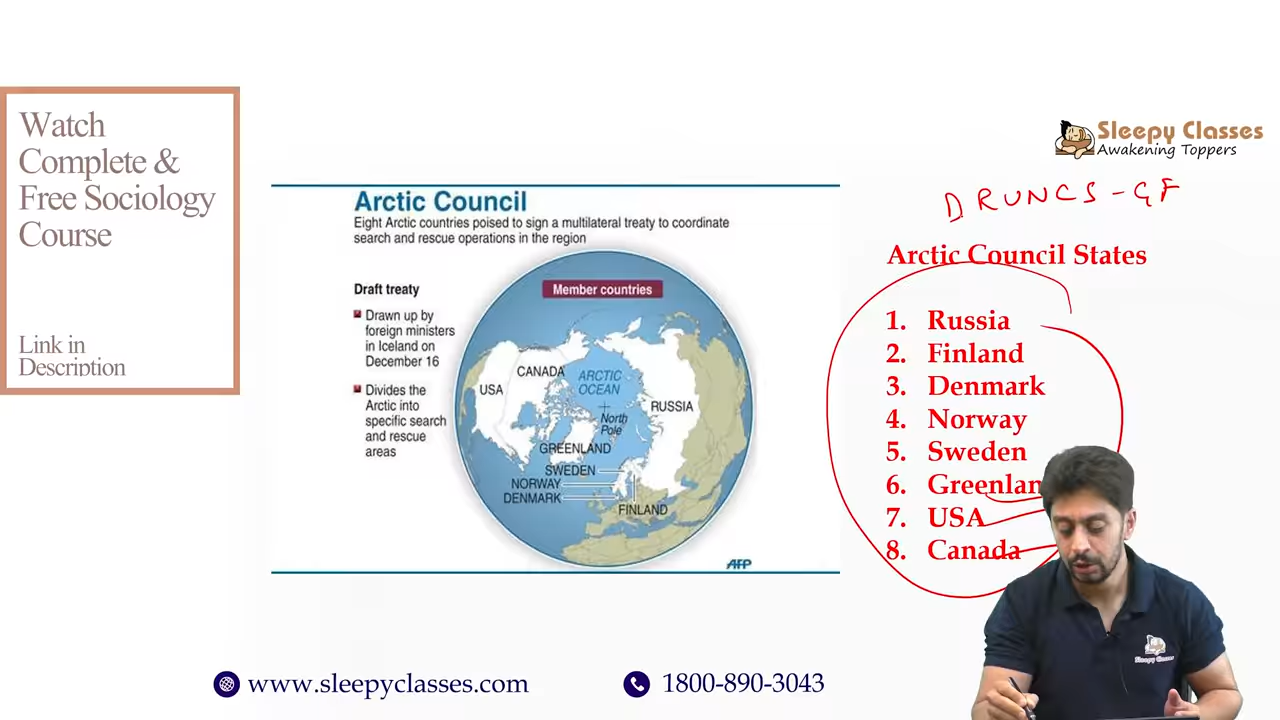 Watch
Complete &
Free Sociology
Course
Link in
Description
Sleepy Classes
Awakening Toppers
DRUNCS-GF
Arctic Council
Eight Arctic countries poised to sign a multilateral treaty to coordinate
search and rescue operations in the region
Draft treaty
Drawn up by
foreign ministers
in Iceland on
December 16
Divides the
Arctic into
specific search
and rescue
areas
Member countries
USA
CANADA
ARCTIC
OCEAN
North
Pole
RUSSIA
GREENLAND
SWEDEN
NORWAY
DENMARK
FINLAND
AFP
Arctic Council States
1. Russia
2. Finland
3. Denmark
4. Norway
5. Sweden
6. Greenlan
7. USA
8. Canada
Sleepy Classes
www.sleepyclasses.com
1800-890-3043